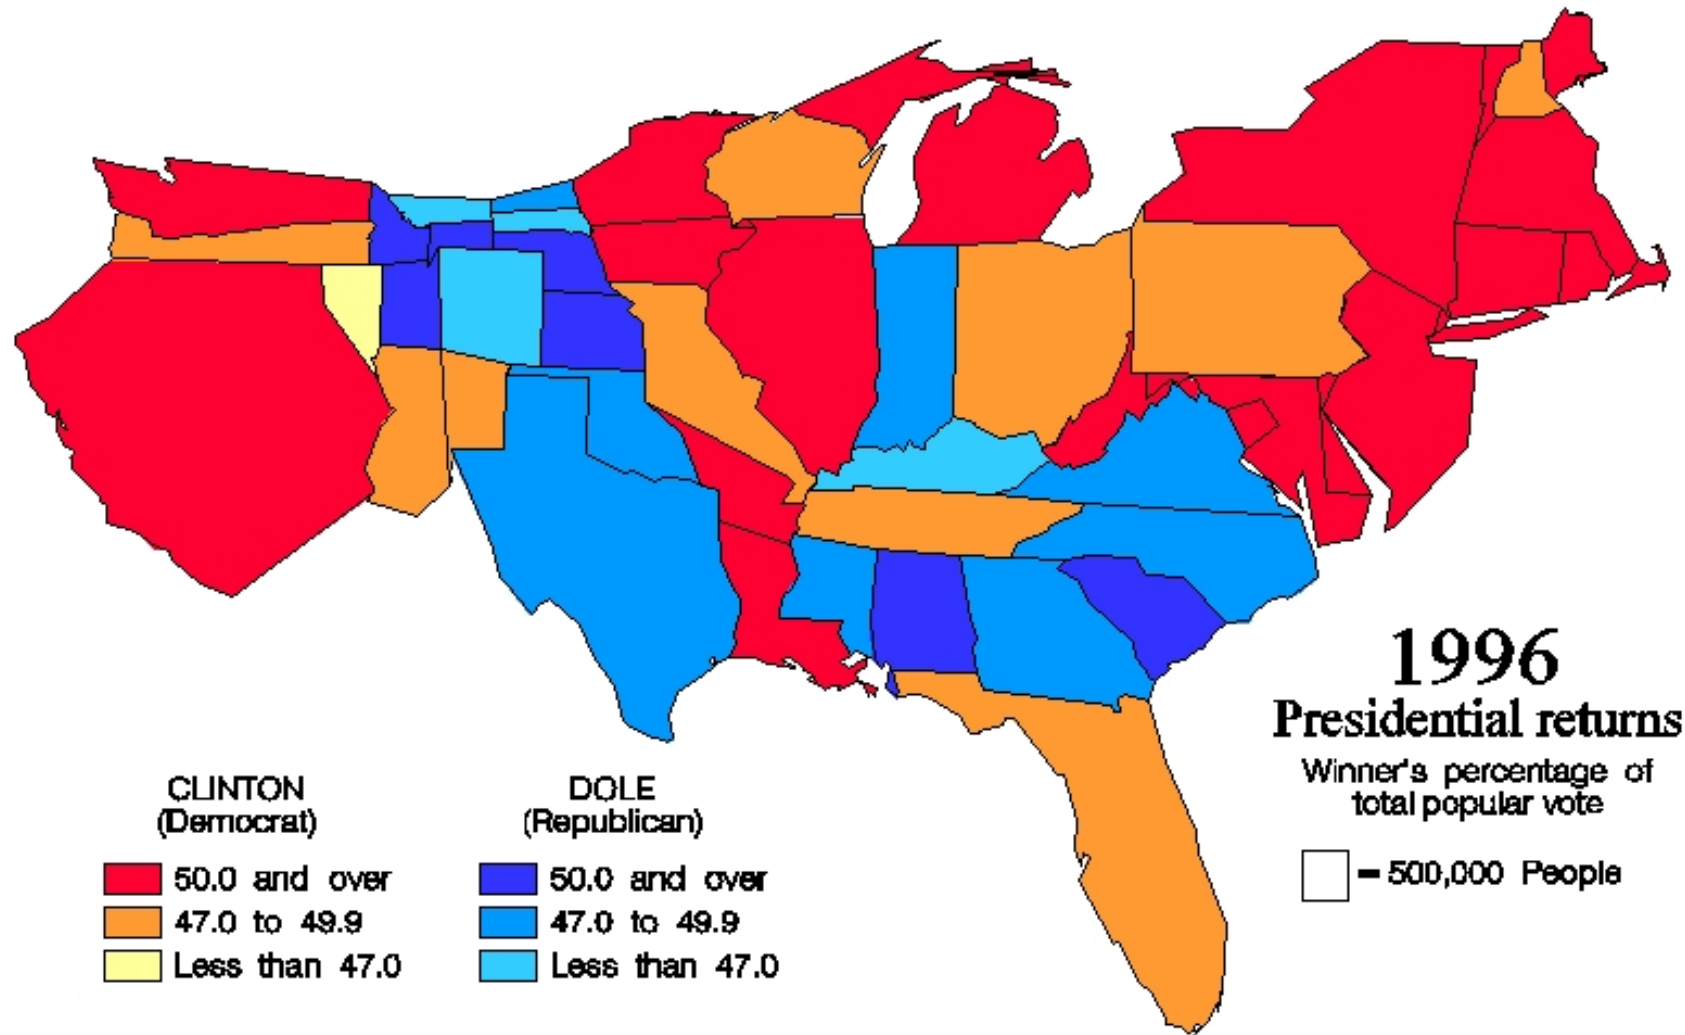 1996
Presidential returns
Winner's percentage of
total popular vote
= 500,000 People
CLINTON
(Democrat)
50.0 and over
47.0 to 49.9
Less than 47.0
DOLE
(Republican)
50.0 and over
47.0 to 49.9
Less than 47.0